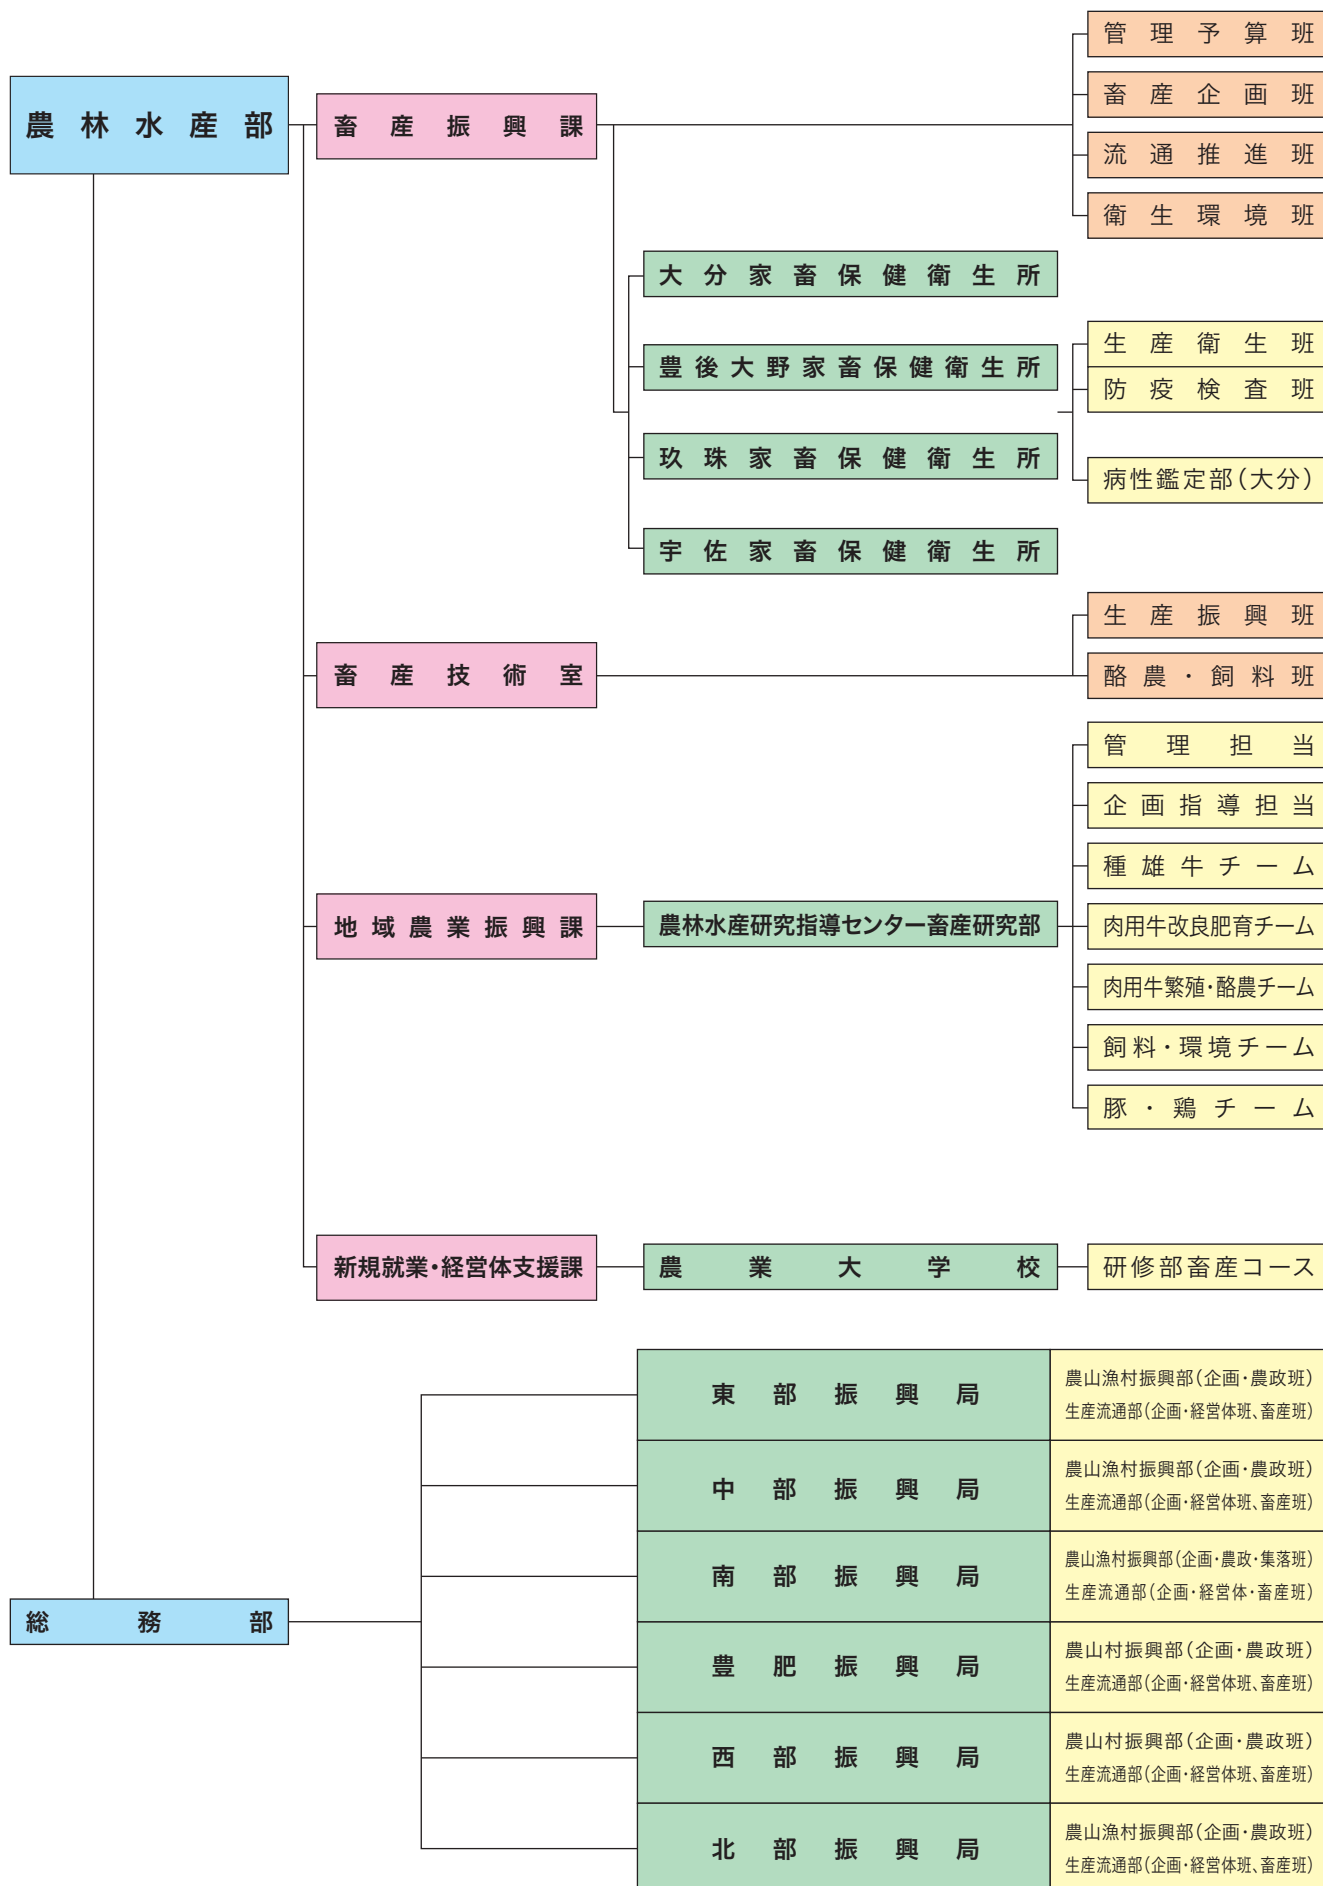 農林水産部
畜産振興課
管理予算班
畜産企画班
流通推進班
衛生環境班
大分家畜保健衛生所
豊後大野家畜保健衛生所
玖珠家畜保健衛生所
宇佐家畜保健衛生所
生産衛生班
防疫検査班
病性鑑定部(大分)
畜産技術室
生産振興班
酪農・飼料班
地域農業振興課
農林水産研究指導センター畜産研究部
管理担当
企画指導担当
種雄牛チーム
肉用牛改良肥育チーム
肉用牛繁殖・酪農チーム
飼料・環境チーム
豚・鶏チーム
新規就業・経営体支援課
農業大学校
研修部畜産コース
総務部
東部振興局
農山漁村振興部(企画・農政班)
生産流通部(企画・経営体班、畜産班)
中部振興局
農山漁村振興部(企画・農政班)
生産流通部(企画・経営体班、畜産班)
南部振興局
農山漁村振興部(企画・農政・集落班)
生産流通部(企画・経営体・畜産班)
豊肥振興局
農山村振興部(企画・農政班)
生産流通部(企画・経営体班、畜産班)
西部振興局
農山村振興部(企画・農政班)
生産流通部(企画・経営体班、畜産班)
北部振興局
農山漁村振興部(企画・農政班)
生産流通部(企画・経営体班、畜産班)